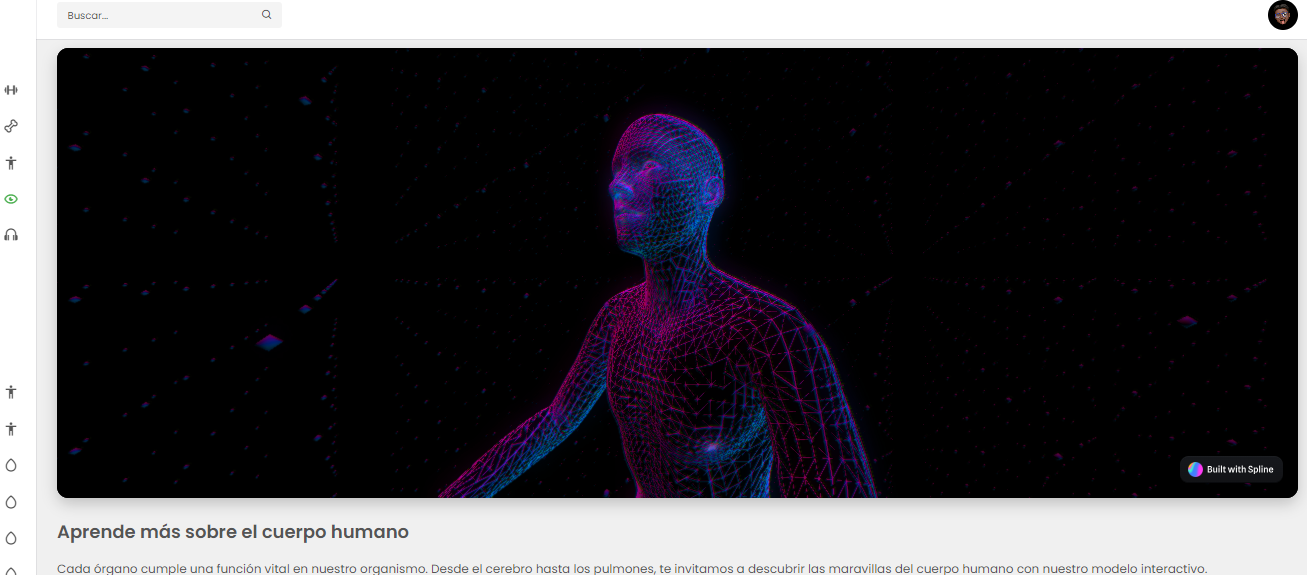 Buscar...
Built with Spline
Aprende más sobre el cuerpo humano
Cada órgano cumple una función vital en nuestro organismo. Desde el cerebro hasta los pulmones, te invitamos a descubrir las maravillas del cuerpo humano con nuestro modelo interactivo.